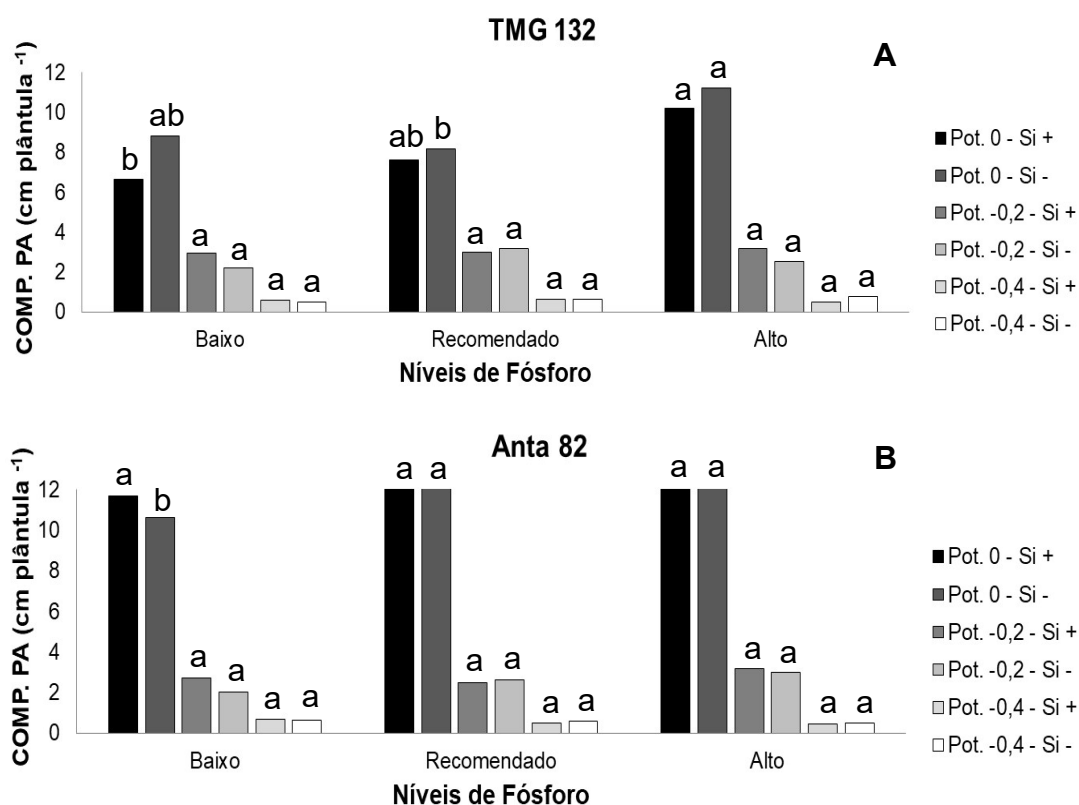 TMG 132
A
COMP. PA (cm plântula -1)
12
10
8
6
4
2
0
b ab a a a a
ab b a a a a
a a a a a a
Baixo Recomendado Alto
Níveis de Fósforo
Pot. 0 - Si +
Pot. 0 - Si -
Pot. -0,2 - Si +
Pot. -0,2 - Si -
Pot. -0,4 - Si +
Pot. -0,4 - Si -
Anta 82
B
COMP. PA (cm plântula -1)
12
10
8
6
4
2
0
a b a a a a
a a a a a a
a a a a a a
Baixo Recomendado Alto
Níveis de Fósforo
Pot. 0 - Si +
Pot. 0 - Si -
Pot. -0,2 - Si +
Pot. -0,2 - Si -
Pot. -0,4 - Si +
Pot. -0,4 - Si -